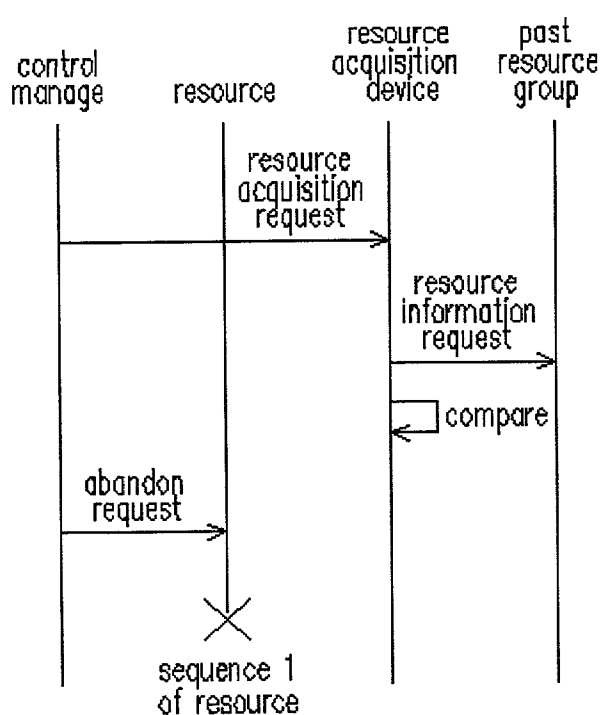 control
manage
resource
resource
acquisition
device
past
resource
group
resource
acquisition
request
resource
information
request
compare
abandon
request
sequence 1
of resource